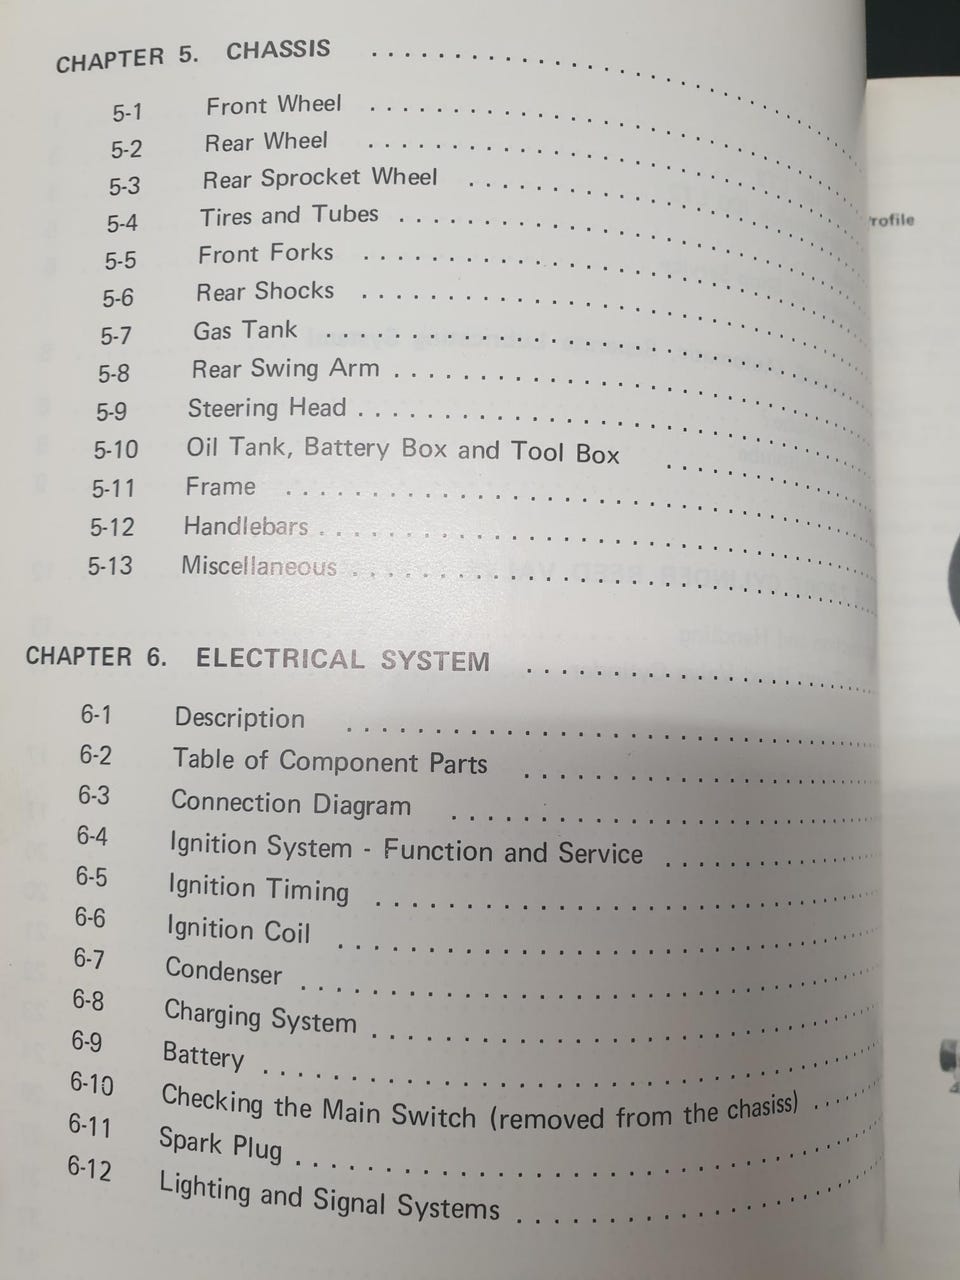 CHAPTER 5. CHASSIS
5-1 Front Wheel
5-2 Rear Wheel
5-3 Rear Sprocket Wheel
5-4 Tires and Tubes
5-5 Front Forks
5-6 Rear Shocks
5-7 Gas Tank
5-8 Rear Swing Arm
5-9 Steering Head
5-10 Oil Tank, Battery Box and Tool Box
5-11 Frame
5-12 Handlebars
5-13 Miscellaneous
CHAPTER 6. ELECTRICAL SYSTEM
6-1 Description
6-2 Table of Component Parts
6-3 Connection Diagram
6-4 Ignition System - Function and Service
6-5 Ignition Timing
6-6 Ignition Coil
6-7 Condenser
6-8 Charging System
6-9 Battery
6-10 Checking the Main Switch (removed from the chasiss)
6-11 Spark Plug
6-12 Lighting and Signal Systems